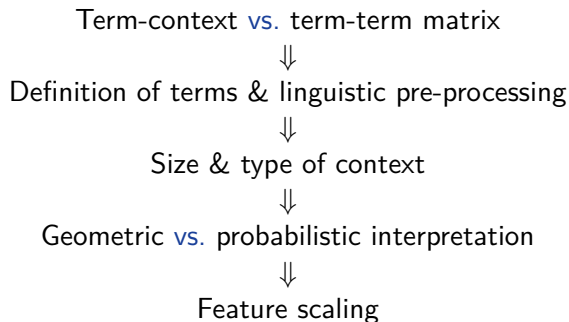 Term-context vs. term-term matrix
⇓
Definition of terms & linguistic pre-processing
⇓
Size & type of context
⇓
Geometric vs. probabilistic interpretation
⇓
Feature scaling